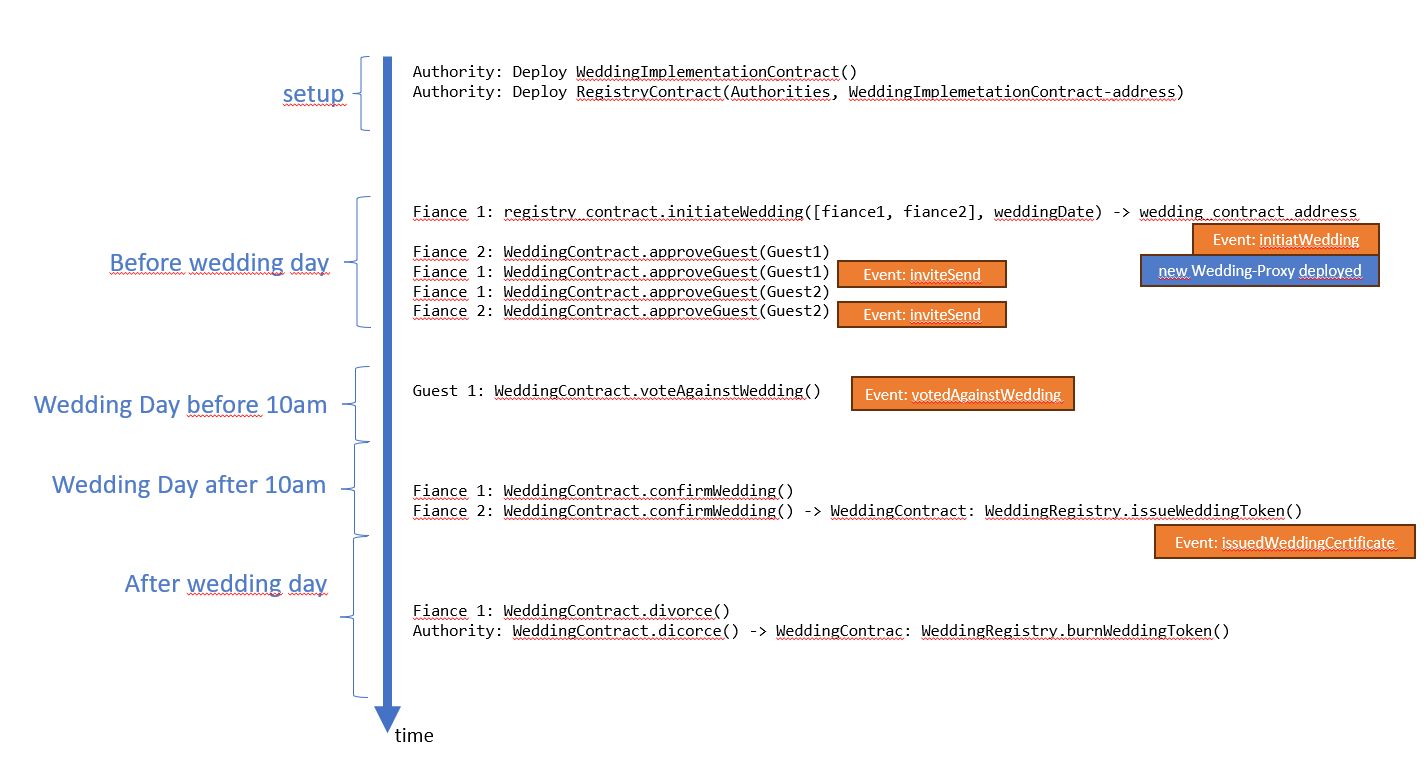 setup
Authority: Deploy WeddingImplementationContract()
Authority: Deploy RegistryContract(Authorities, WeddingImplemetationContract-address)
Before wedding day
Fiance 1: registry_contract.initiateWedding([fiance1, fiance2], weddingDate) -> wedding_contract_address
Event: initiatWedding
new Wedding-Proxy deployed
Fiance 2: WeddingContract.approveGuest(Guest1)
Fiance 1: WeddingContract.approveGuest(Guest1)
Event: inviteSend
Fiance 1: WeddingContract.approveGuest(Guest2)
Fiance 2: WeddingContract.approveGuest(Guest2)
Event: inviteSend
Wedding Day before 10am
Guest 1: WeddingContract.voteAgainstWedding()
Event: votedAgainstWedding
Wedding Day after 10am
Fiance 1: WeddingContract.confirmWedding()
Fiance 2: WeddingContract.confirmWedding() -> WeddingContract: WeddingRegistry.issueWeddingToken()
Event: issuedWeddingCertificate
After wedding day
Fiance 1: WeddingContract.divorce()
Authority: WeddingContract.dicorce() -> WeddingContrac: WeddingRegistry.burnWeddingToken()
time